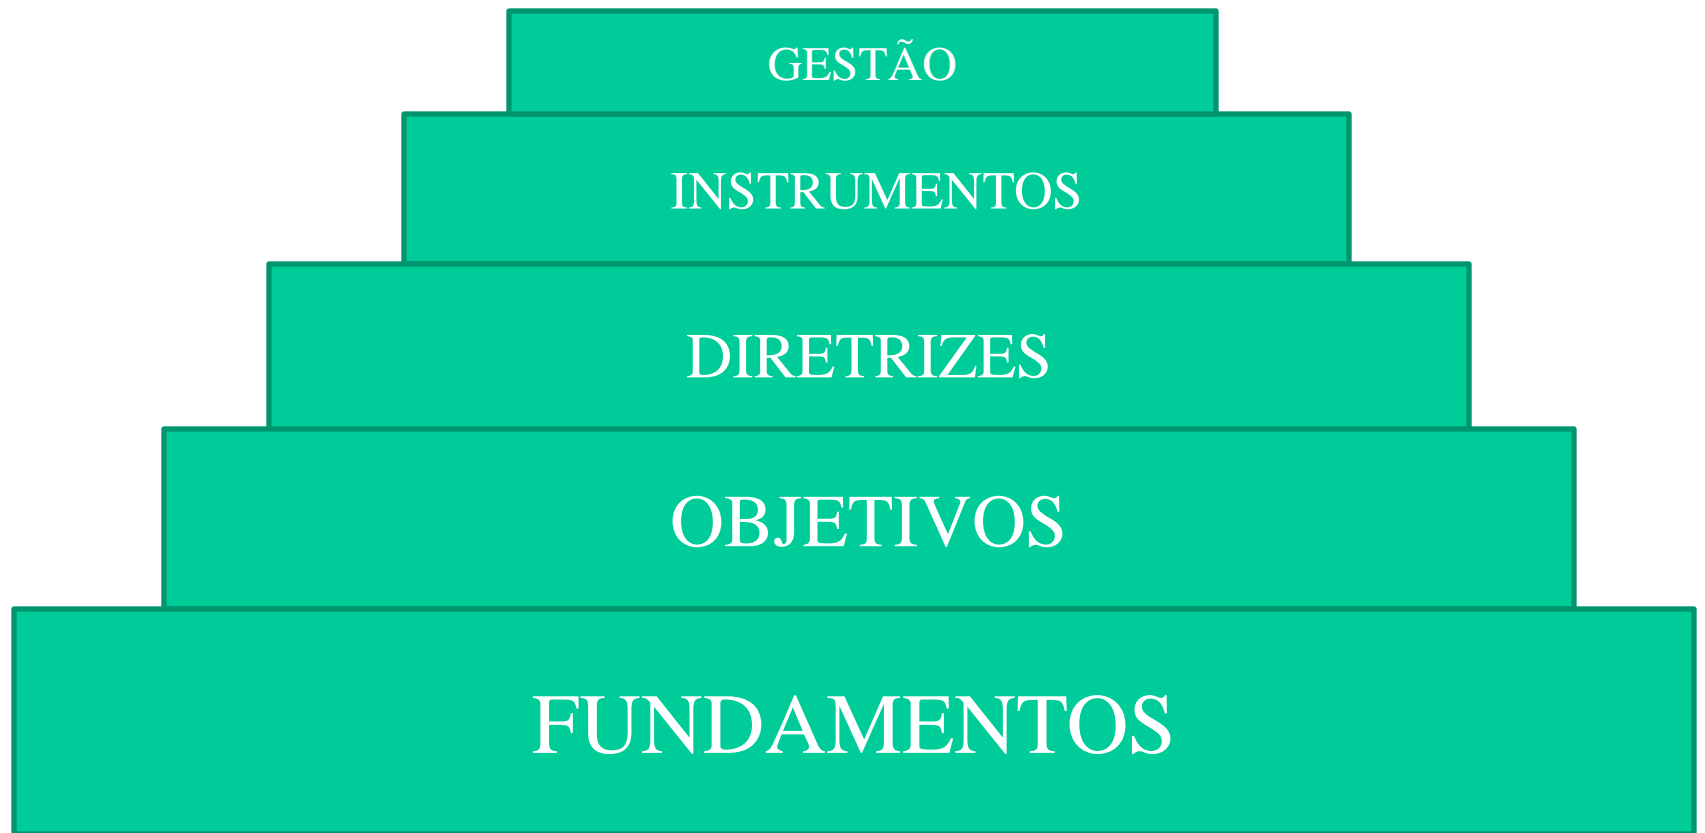 GESTÃO
INSTRUMENTOS
DIRETRIZES
OBJETIVOS
FUNDAMENTOS